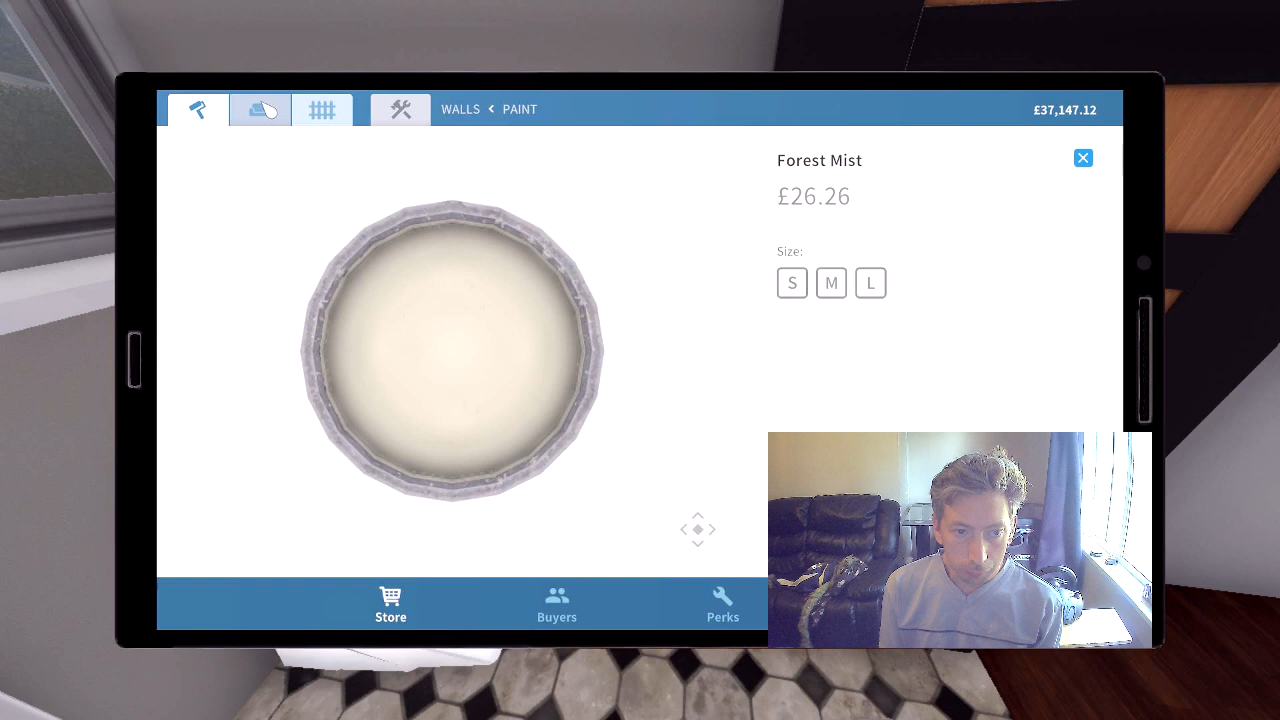 WALLS < PAINT
£37,147.12
Forest Mist
£26.26
Size:
S M L
Store
Buyers
Perks